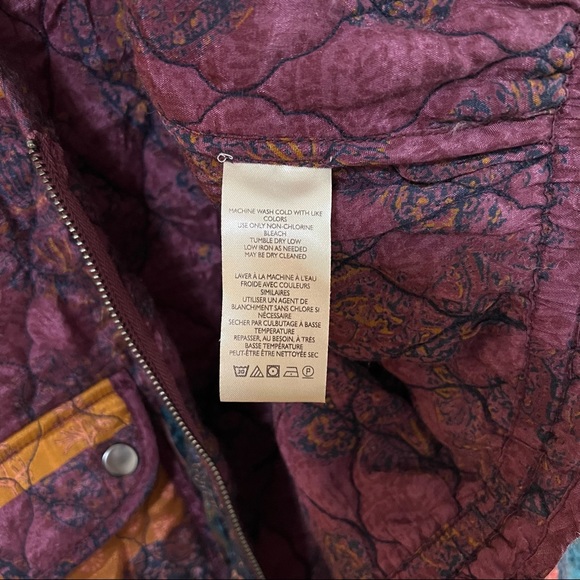 MACHINE WASH COLD WITH LIKE
COLORS
USE ONLY NON-CHLORINE
BLEACH
TUMBLE DRY LOW
LOW IRON AS NEEDED
MAY BE DRY CLEANED
LAVER À LA MACHINE À L'EAU
FROIDE AVEC COULEURS
SIMILAIRES
UTILISER UN AGENT DE
BLANCHIMENT SANS CHLORE SI
NÉCESSAIRE
SÉCHER PAR CULBUTAGE À BASSE
TEMPERATURE
REPASSER, AU BESOIN, À TRÈS
BASSE TEMPÉRATURE
PEUT-ÊTRE ÊTRE NETTOYÉE SEC
30 P